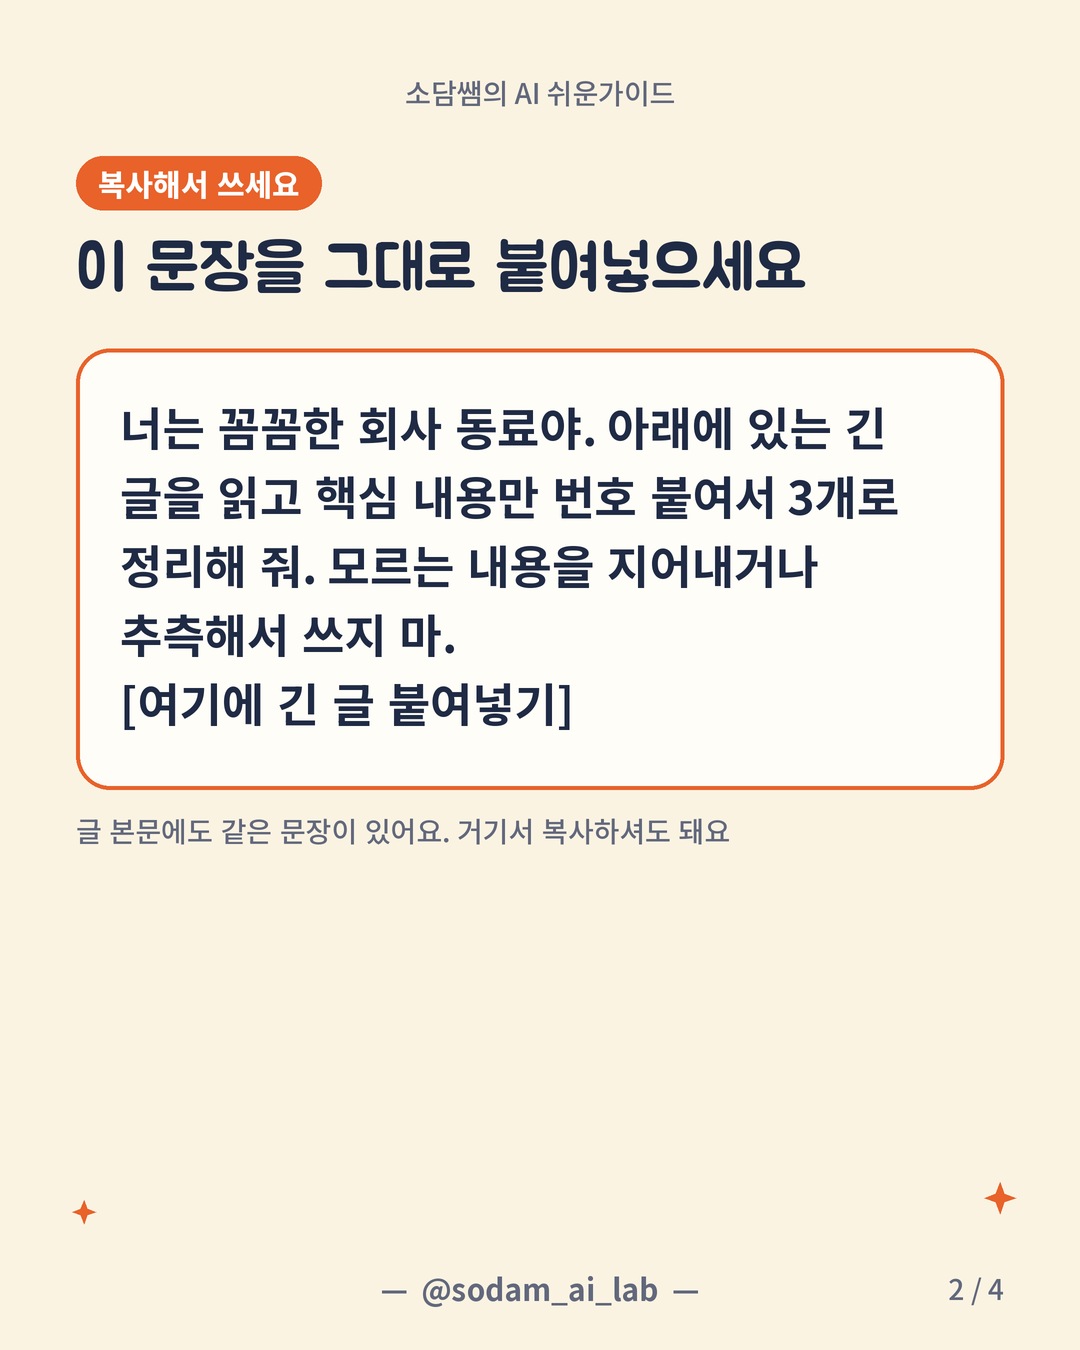 소담쌤의 AI 쉬운가이드
복사해서 쓰세요
이 문장을 그대로 붙여넣으세요
너는 꼼꼼한 회사 동료야. 아래에 있는 긴
글을 읽고 핵심 내용만 번호 붙여서 3개로
정리해 줘. 모르는 내용을 지어내거나
추측해서 쓰지 마.
[여기에 긴 글 붙여넣기]
글 본문에도 같은 문장이 있어요. 거기서 복사하셔도 돼요
— @sodam_ai_lab —
2 / 4